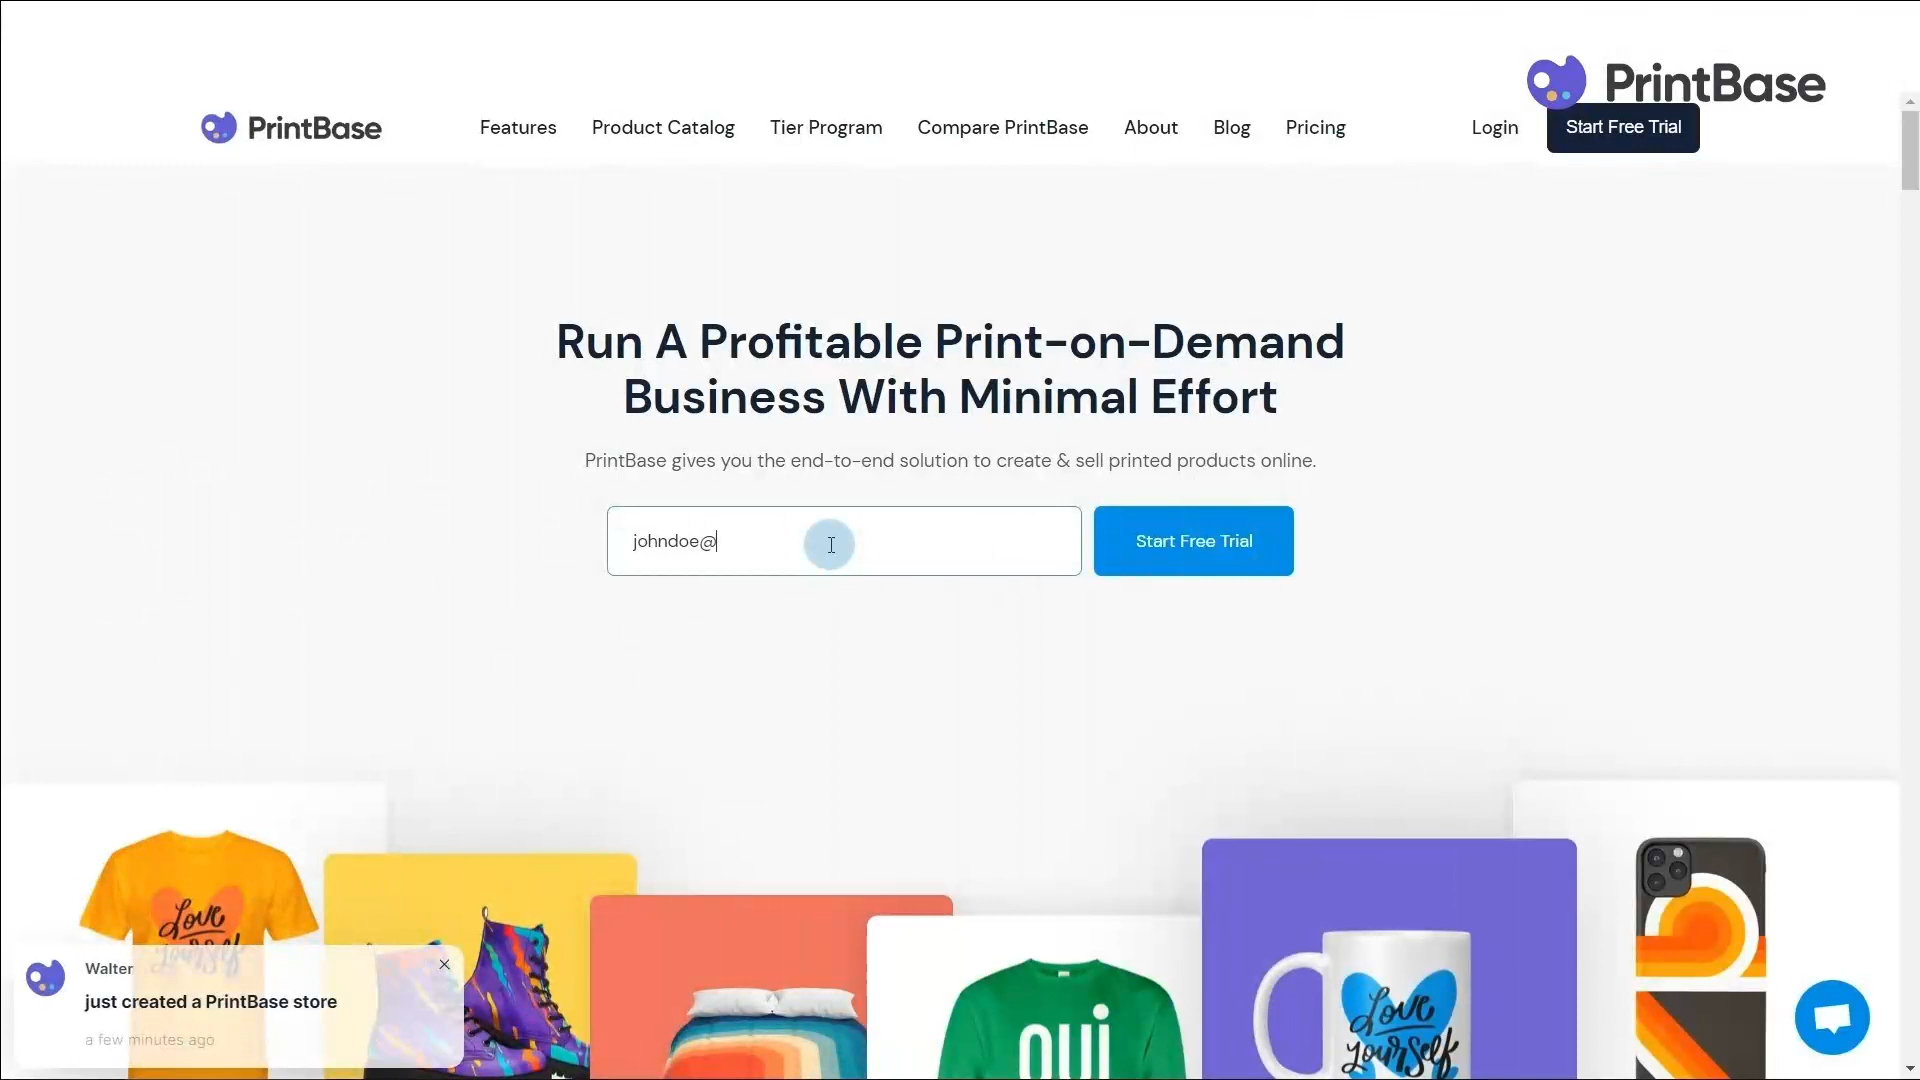 PrintBase
PrintBase
Features
Product Catalog
Tier Program
Compare PrintBase
About
Blog
Pricing
Login
Start Free Trial
Run A Profitable Print-on-Demand
Business With Minimal Effort
PrintBase gives you the end-to-end solution to create & sell printed products online.
johndoe@
Start Free Trial
Love
Yourself
Walter
just created a PrintBase store
a few minutes ago
oui
Love
Yourself